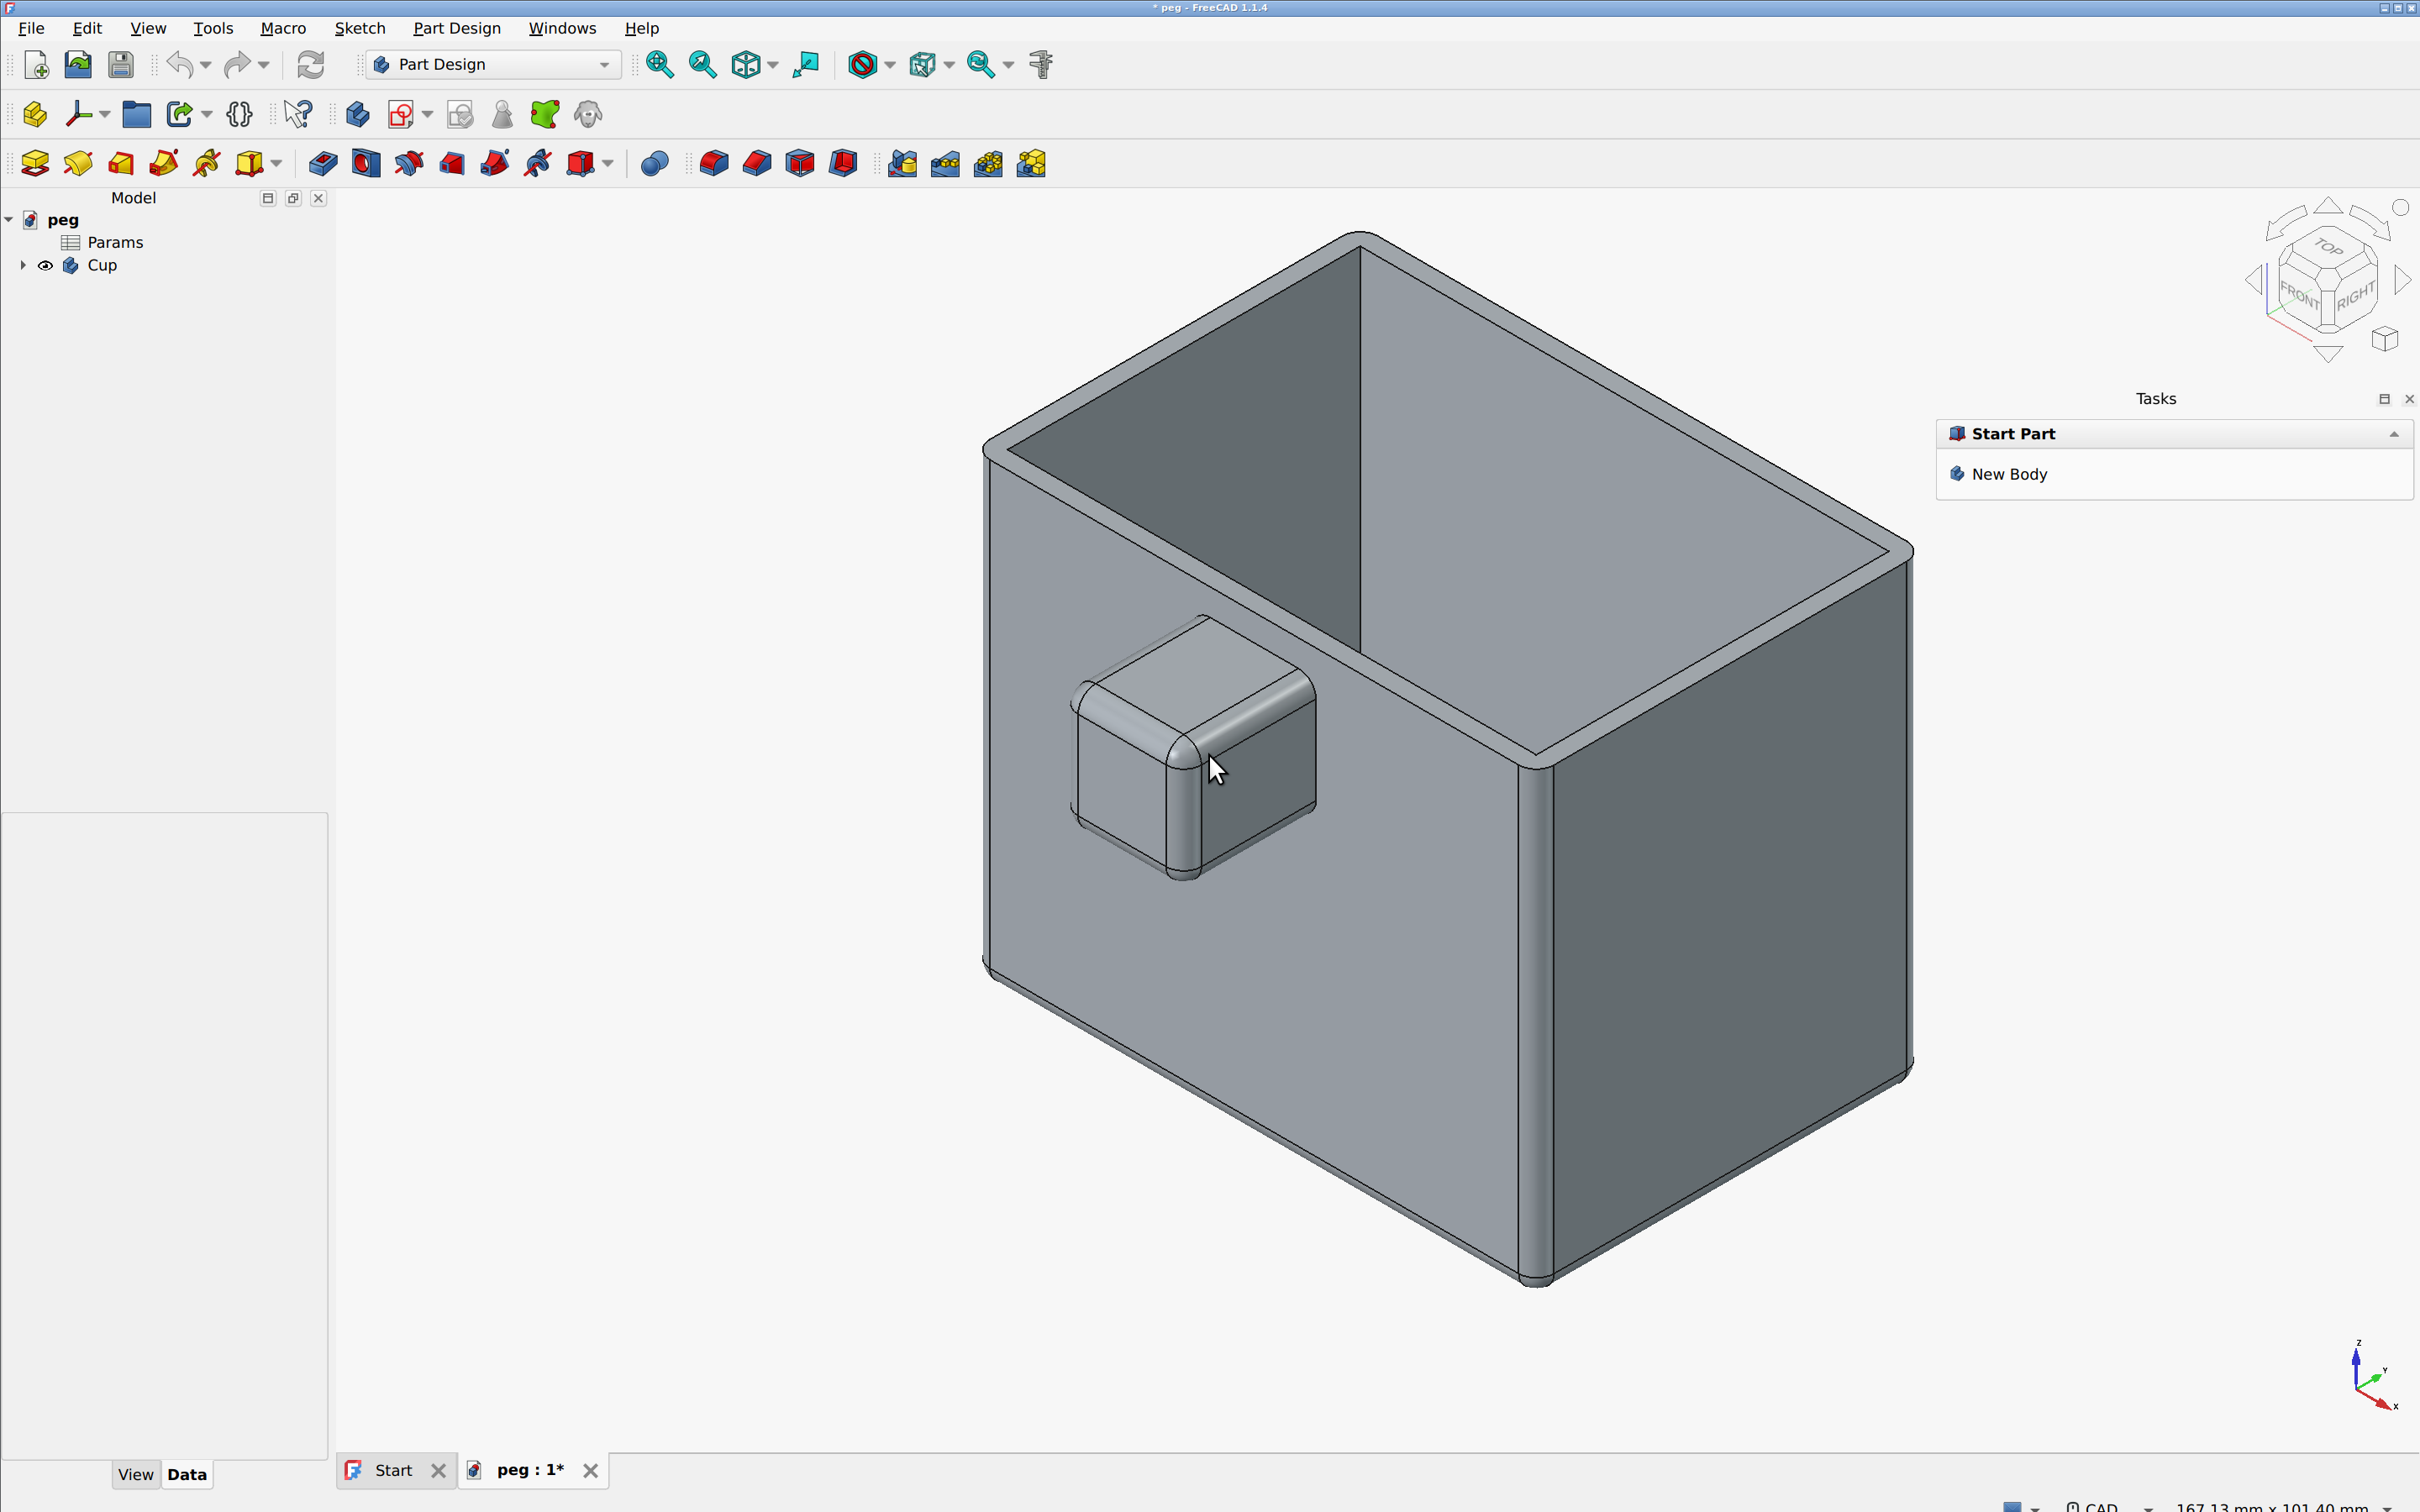 * peg - FreeCAD 1.1.4
File Edit View Tools Macro Sketch Part Design Windows Help
Part Design
Model
peg
Params
Cup
TOP
FRONT
RIGHT
Tasks
Start Part
New Body
z
Y
x
View Data
Start
peg : 1*
CAD
167.13 mm x 101.40 mm